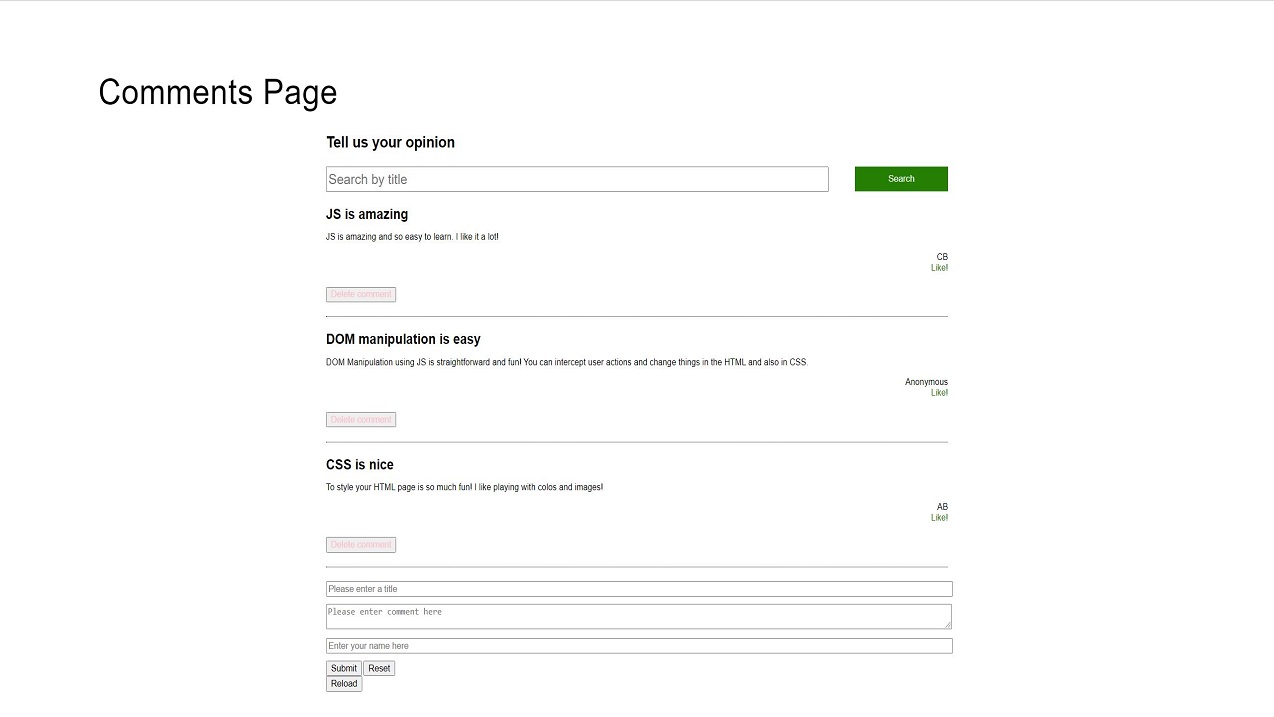 Comments Page
Tell us your opinion
Search by title
Search
JS is amazing
JS is amazing and so easy to learn. I like it a lot!
CB
Like!
Delete comment
DOM manipulation is easy
DOM Manipulation using JS is straightforward and fun! You can intercept user actions and change things in the HTML and also in CSS.
Anonymous
Like!
Delete comment
CSS is nice
To style your HTML page is so much fun! I like playing with colos and images!
AB
Like!
Delete comment
Please enter a title
Please enter comment here
Enter your name here
Submit Reset
Reload